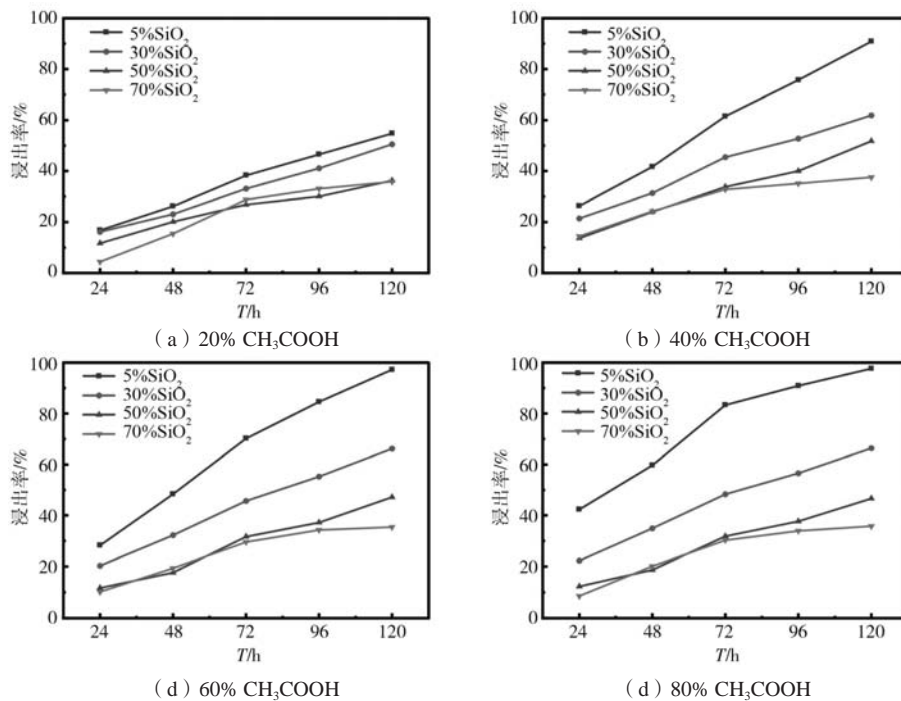 5%SiO₂
30%SiO₂
50%SiO₂
70%SiO₂
浸出率/%
100
80
60
40
20
0
24 48 72 96 120
T/h
（a）20% CH₃COOH
5%SiO₂
30%SiO₂
50%SiO₂
70%SiO₂
浸出率/%
100
80
60
40
20
0
24 48 72 96 120
T/h
（b）40% CH₃COOH
5%SiO₂
30%SiO₂
50%SiO₂
70%SiO₂
浸出率/%
100
80
60
40
20
0
24 48 72 96 120
T/h
（d）60% CH₃COOH
5%SiO₂
30%SiO₂
50%SiO₂
70%SiO₂
浸出率/%
100
80
60
40
20
0
24 48 72 96 120
T/h
（d）80% CH₃COOH